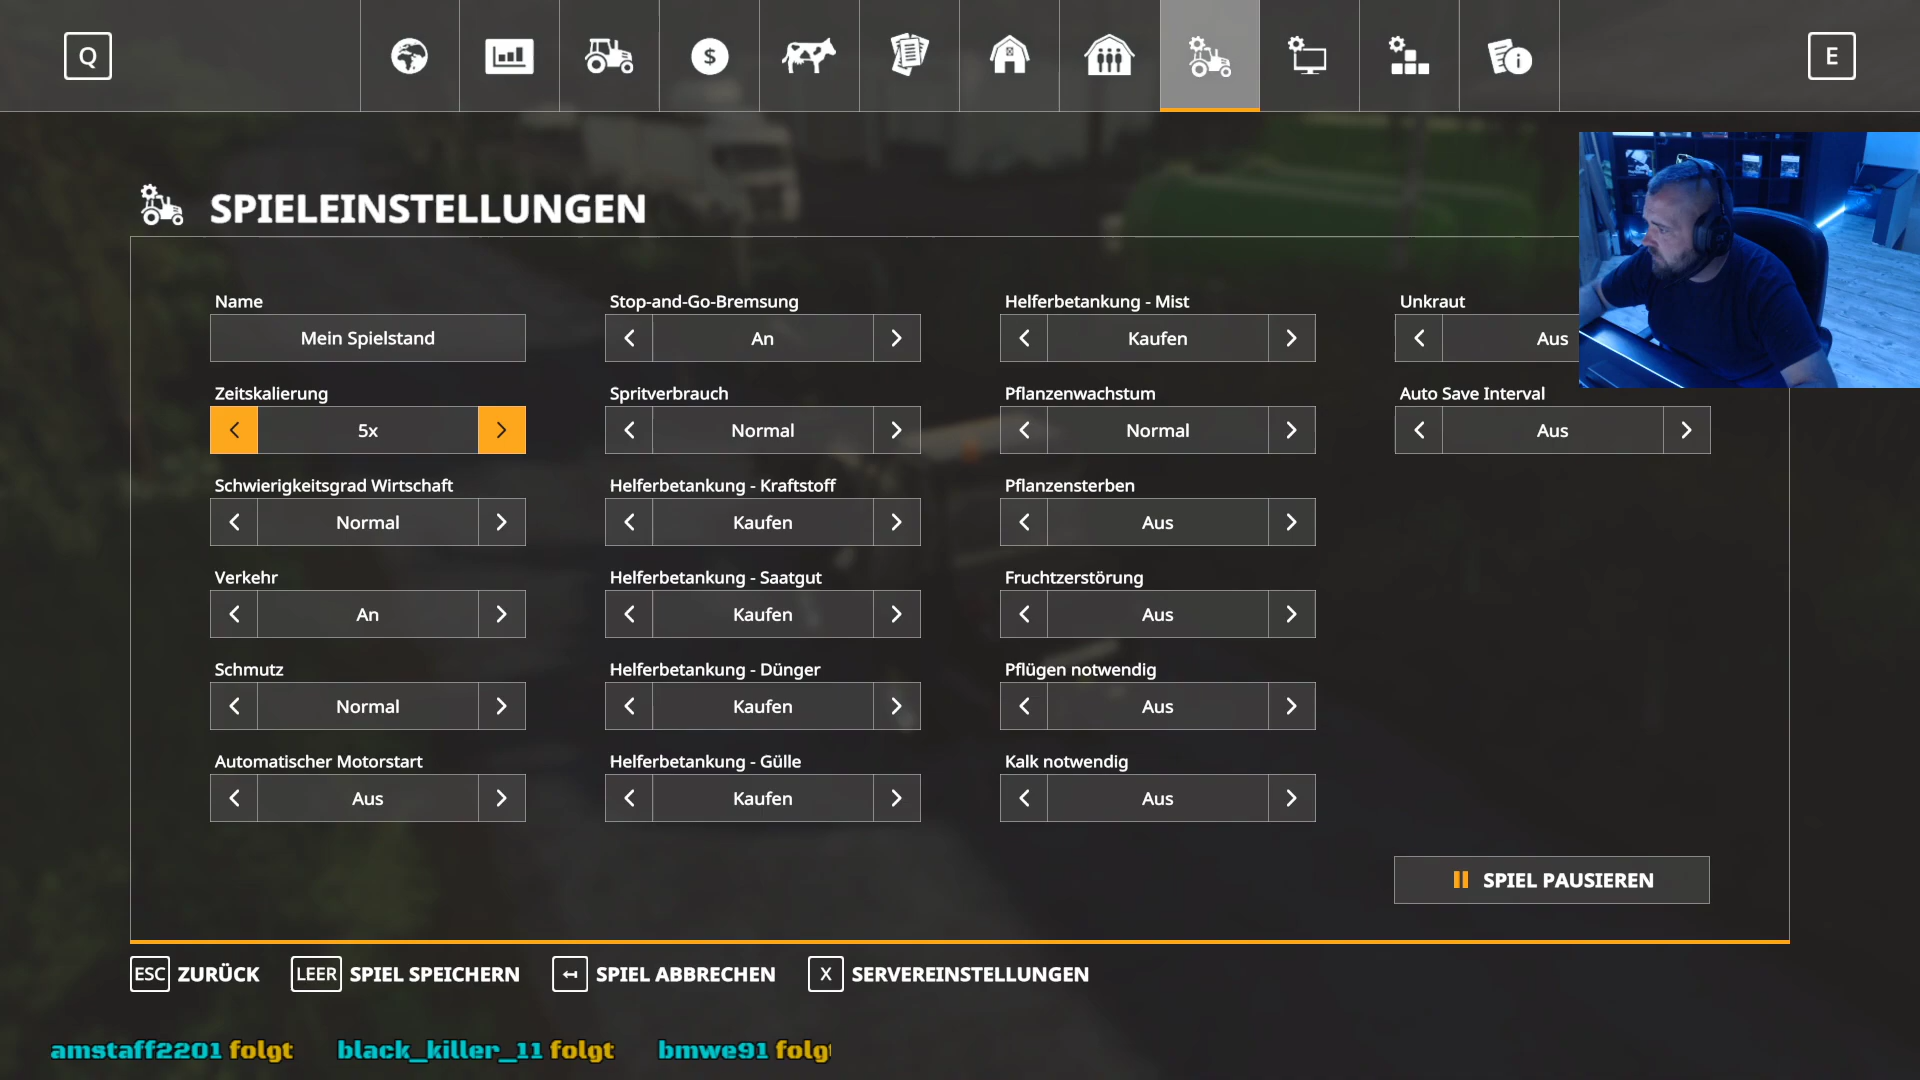 Q
E
SPIELEINSTELLUNGEN
Name
Mein Spielstand
Zeitskalierung
5x
Schwierigkeitsgrad Wirtschaft
Normal
Verkehr
An
Schmutz
Normal
Automatischer Motorstart
Aus
Stop-and-Go-Bremsung
An
Spritverbrauch
Normal
Helferbetankung - Kraftstoff
Kaufen
Helferbetankung - Saatgut
Kaufen
Helferbetankung - Dünger
Kaufen
Helferbetankung - Gülle
Kaufen
Helferbetankung - Mist
Kaufen
Pflanzenwachstum
Normal
Pflanzensterben
Aus
Fruchtzerstörung
Aus
Pflügen notwendig
Aus
Kalk notwendig
Aus
Unkraut
Aus
Auto Save Interval
Aus
SPIEL PAUSIEREN
ESC ZURÜCK LEER SPIEL SPEICHERN SPIEL ABBRECHEN X SERVEREINSTELLUNGEN
amstaff2201 folgt black_killer_11 folgt bmwe91 folgt